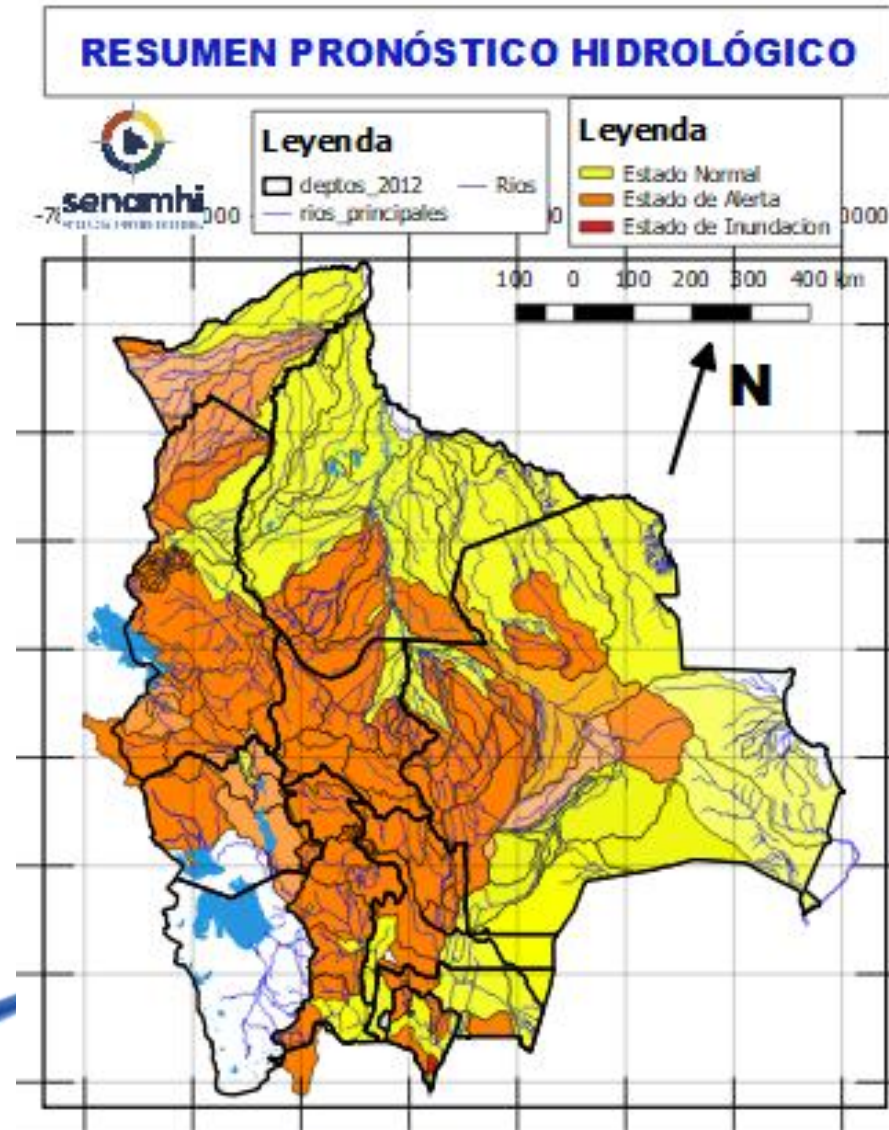 RESUMEN PRONÓSTICO HIDROLÓGICO
senamhi
Leyenda
deptos_2012
Rios
rios_principales
Leyenda
Estado Normal
Estado de Alerta
Estado de Inundacion
100 0 100 200 300 400 km
N